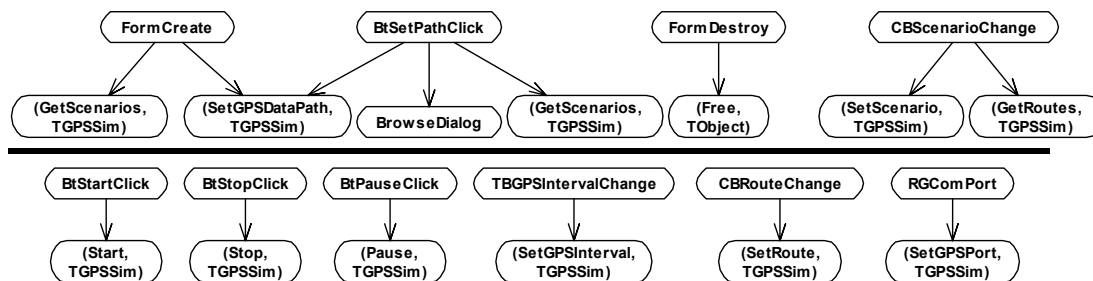 FormCreate
BtSetPathClick
FormDestroy
CBScenarioChange
(GetScenarios,
TGPSSim)
(SetGPSDataPath,
TGPSSim)
BrowseDialog
(GetScenarios,
TGPSSim)
(Free,
TObject)
(SetScenario,
TGPSSim)
(GetRoutes,
TGPSSim)
BtStartClick
BtStopClick
BtPauseClick
TBGPSIntervalChange
CBRouteChange
RGComPort
(Start,
TGPSSim)
(Stop,
TGPSSim)
(Pause,
TGPSSim)
(SetGPSInterval,
TGPSSim)
(SetRoute,
TGPSSim)
(SetGPSPort,
TGPSSim)